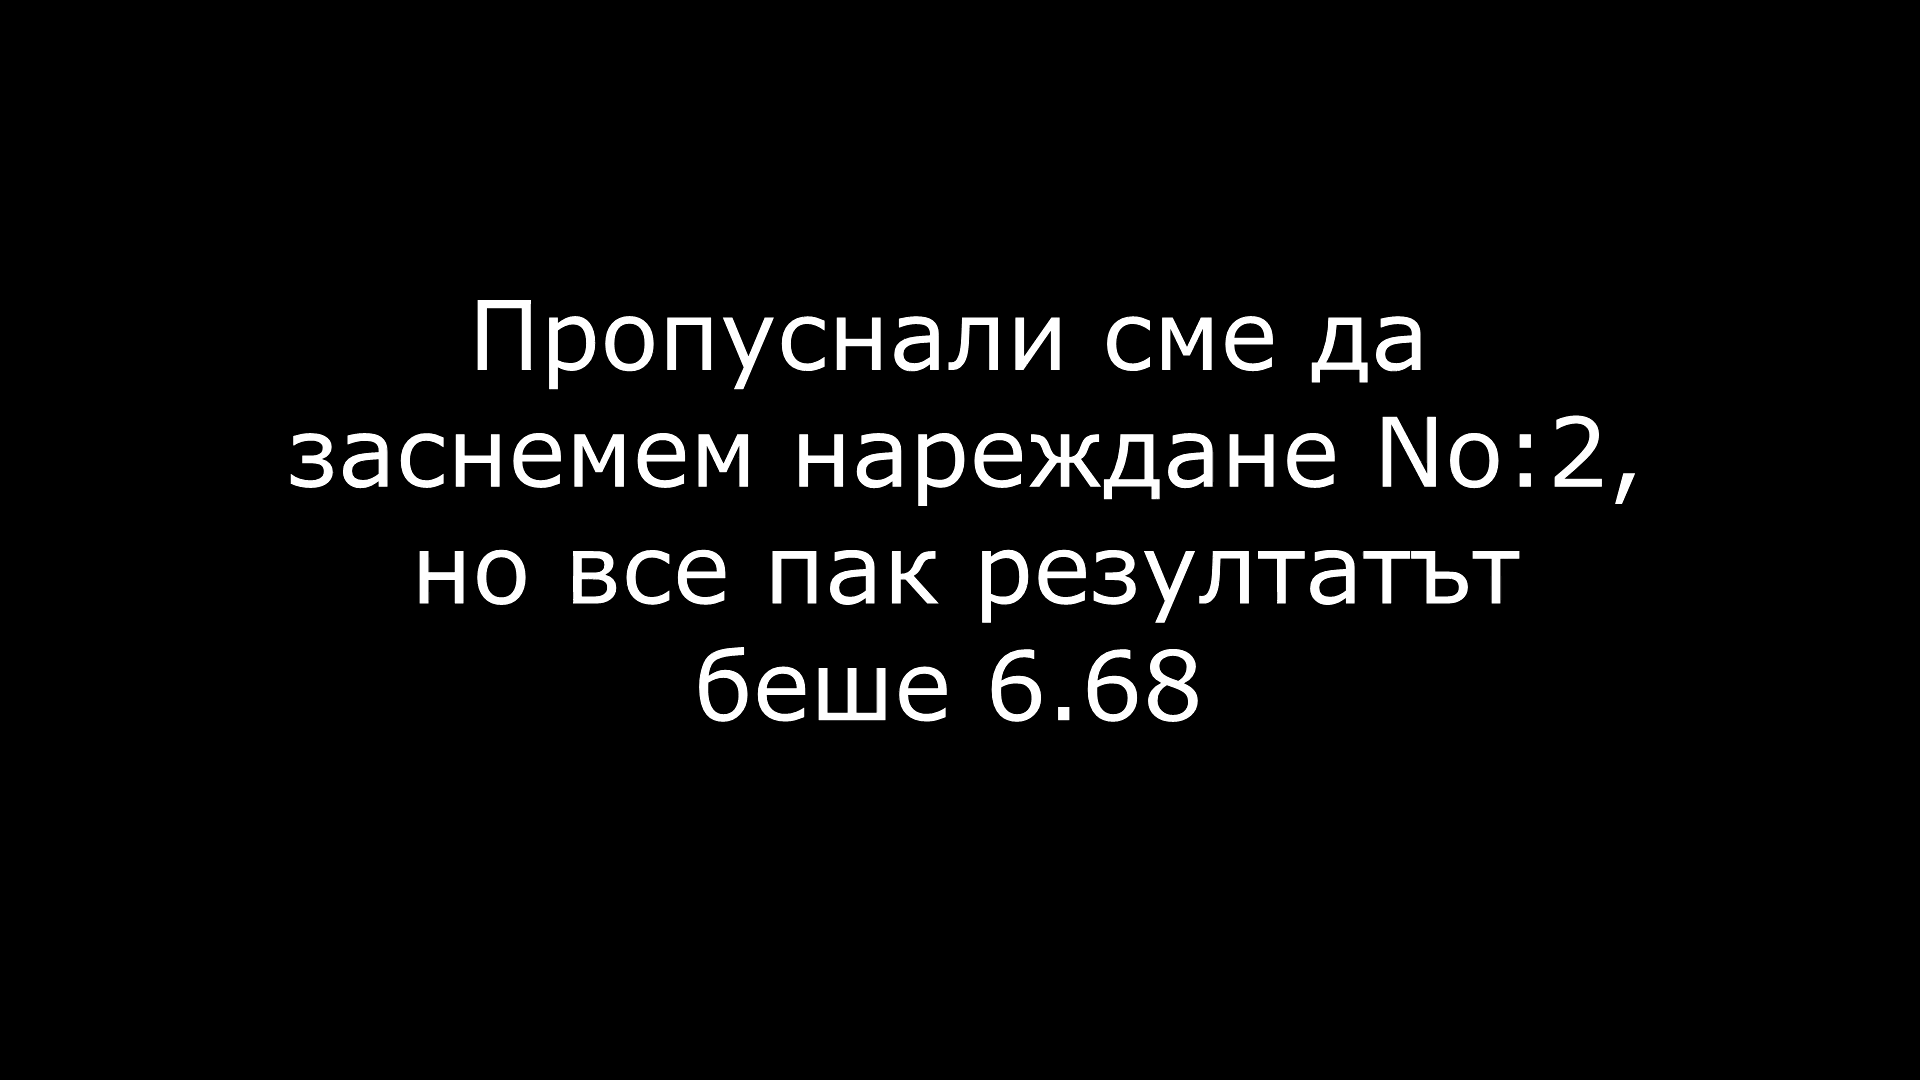 Пропуснали сме да
заснемем нареждане No:2,
но все пак резултатът
беше 6.68